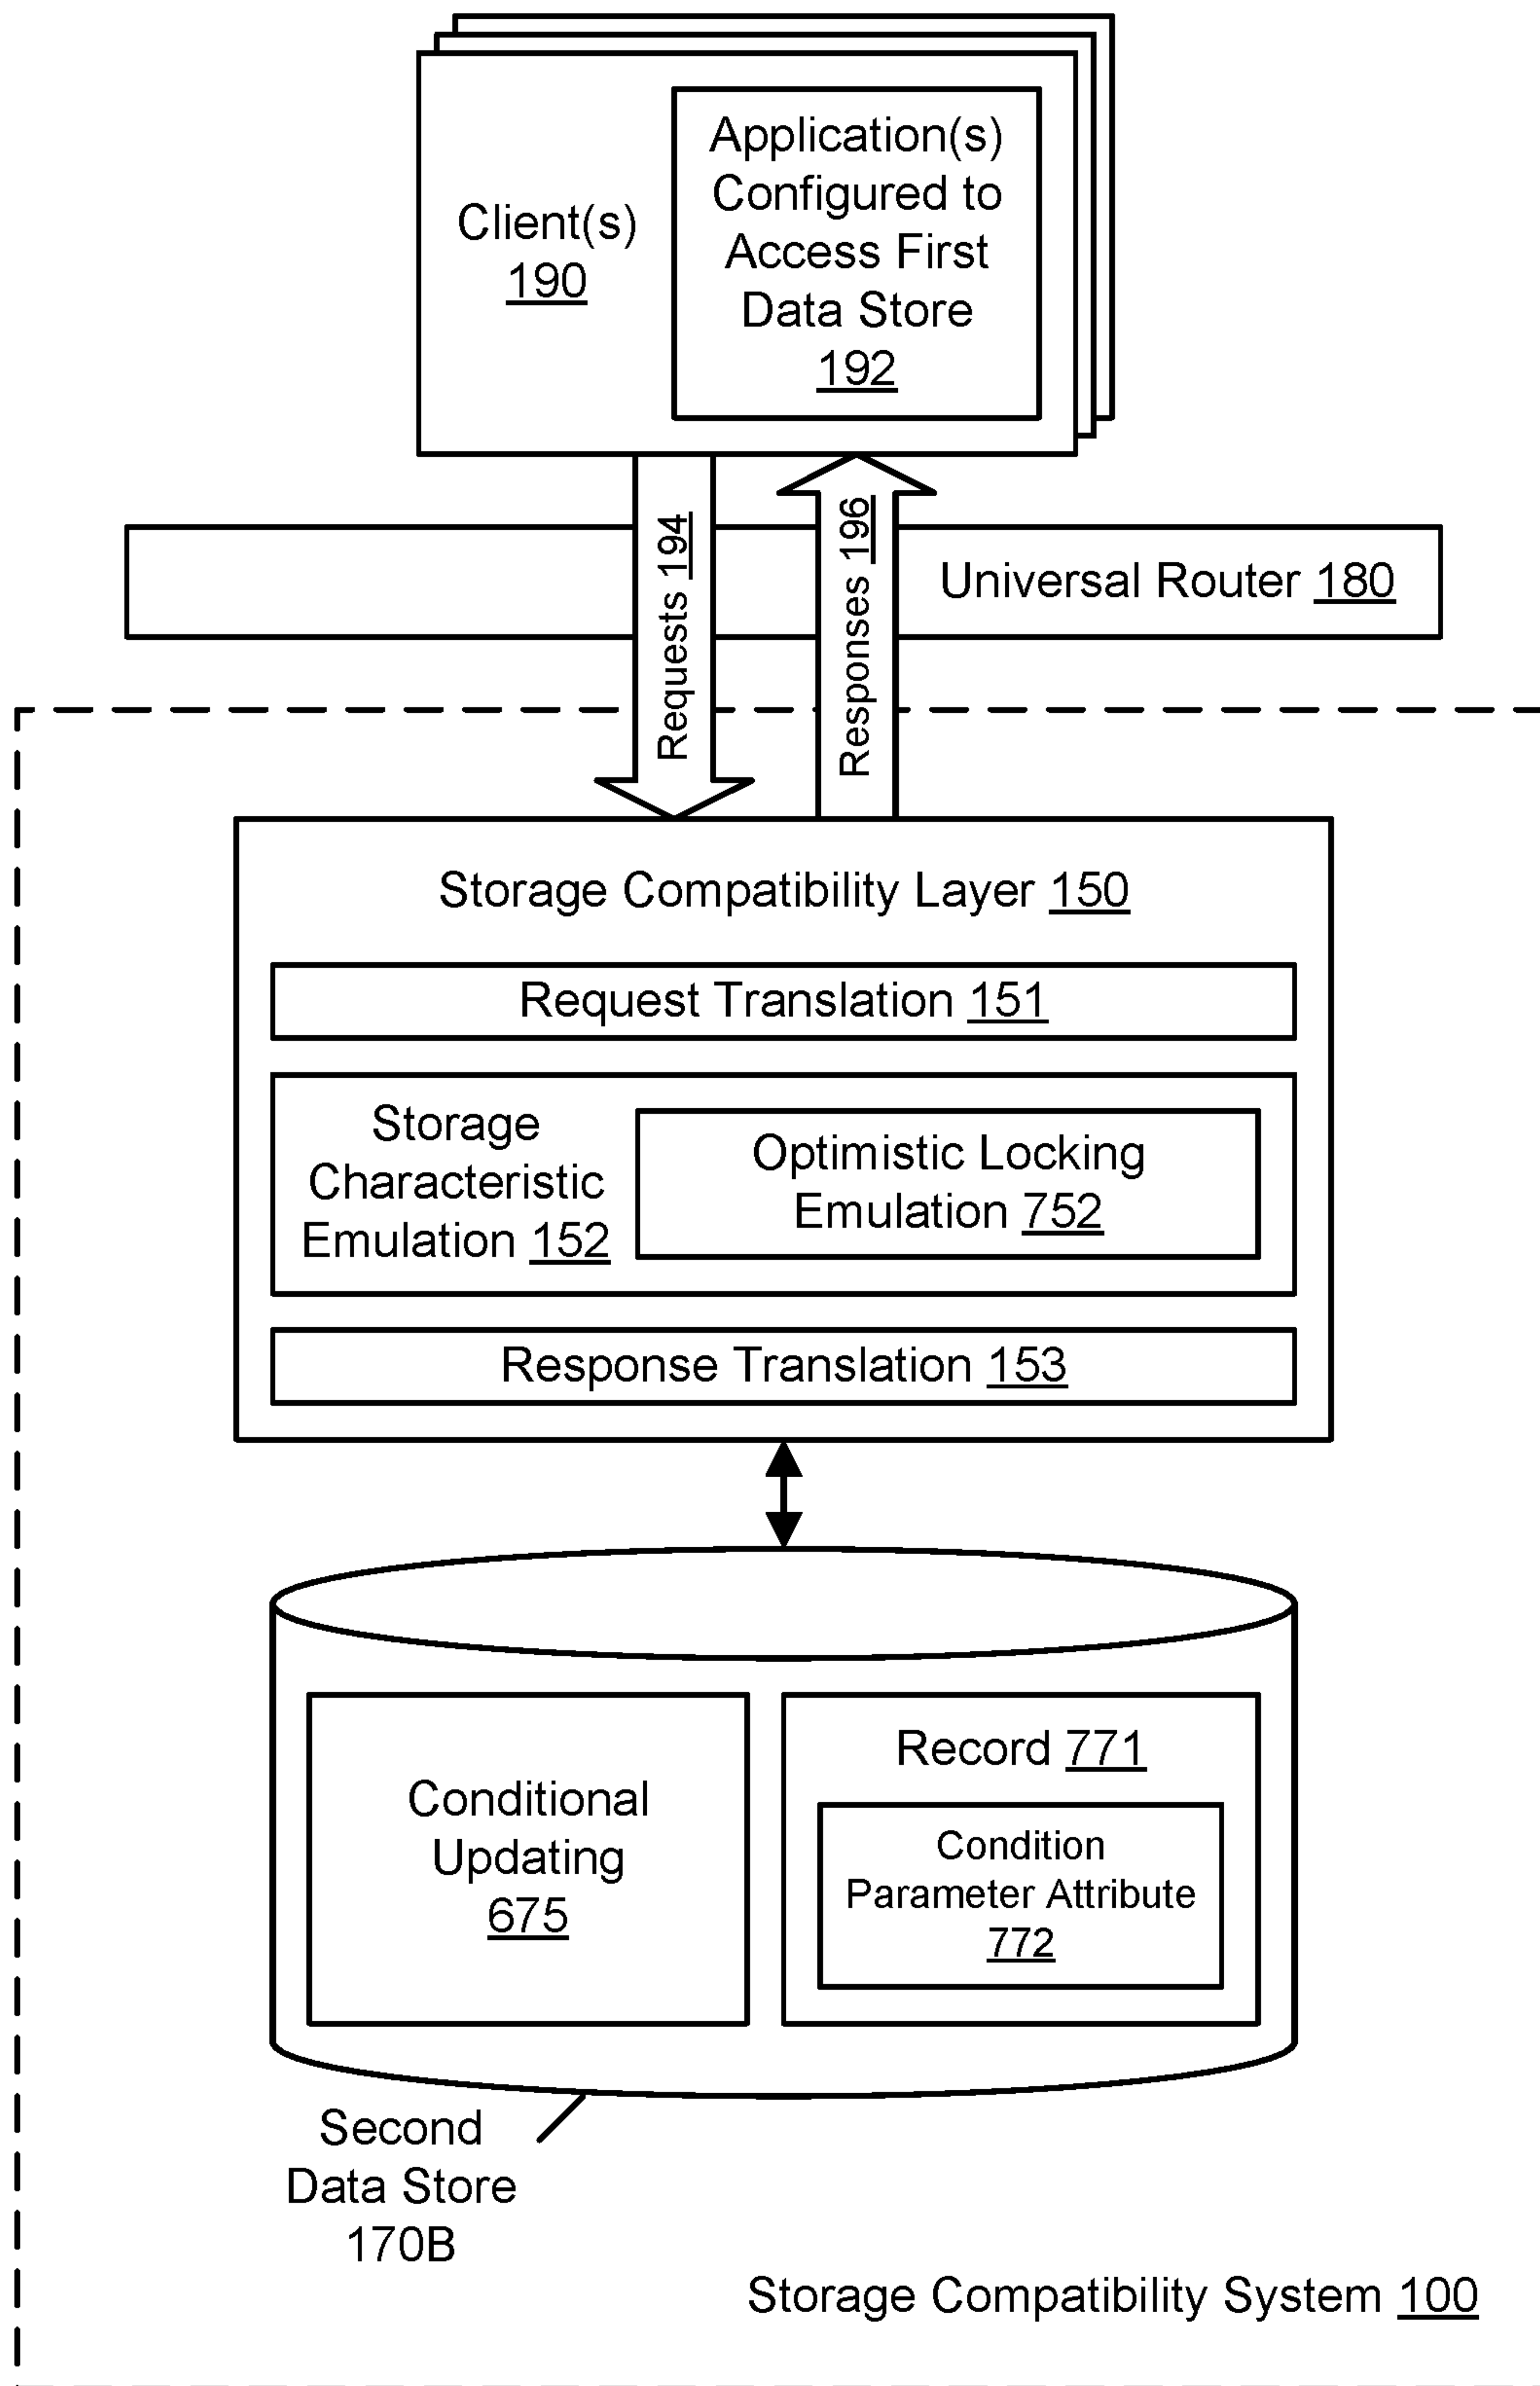 Client(s)
190
Application(s)
Configured to
Access First
Data Store
192
Requests 194
Responses 196
Universal Router 180
Storage Compatibility Layer 150
Request Translation 151
Storage
Characteristic
Emulation 152
Optimistic Locking
Emulation 752
Response Translation 153
Conditional
Updating
675
Record 771
Condition
Parameter Attribute
772
Second
Data Store
170B
Storage Compatibility System 100